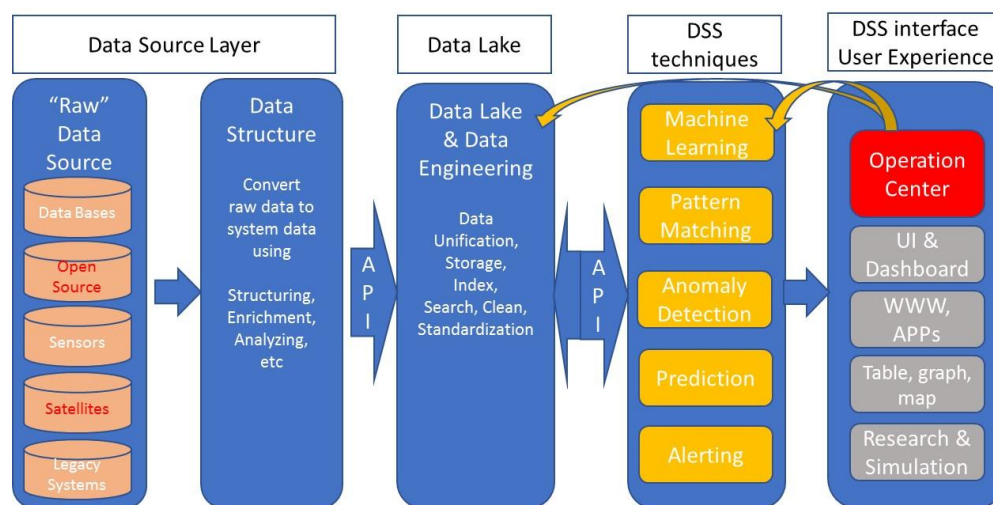 Data Source Layer
Data Lake
DSS
techniques
DSS interface
User Experience
“Raw”
Data
Source
Data Bases
Open
Source
Sensors
Satellites
Legacy
Systems
Data
Structure
Convert
raw data to
system data
using
Structuring,
Enrichment,
Analyzing,
etc
A
P
I
Data Lake
& Data
Engineering
Data
Unification,
Storage,
Index,
Search, Clean,
Standardization
A
P
I
Machine
Learning
Pattern
Matching
Anomaly
Detection
Prediction
Alerting
Operation
Center
UI &
Dashboard
WWW,
APPs
Table, graph,
map
Research &
Simulation